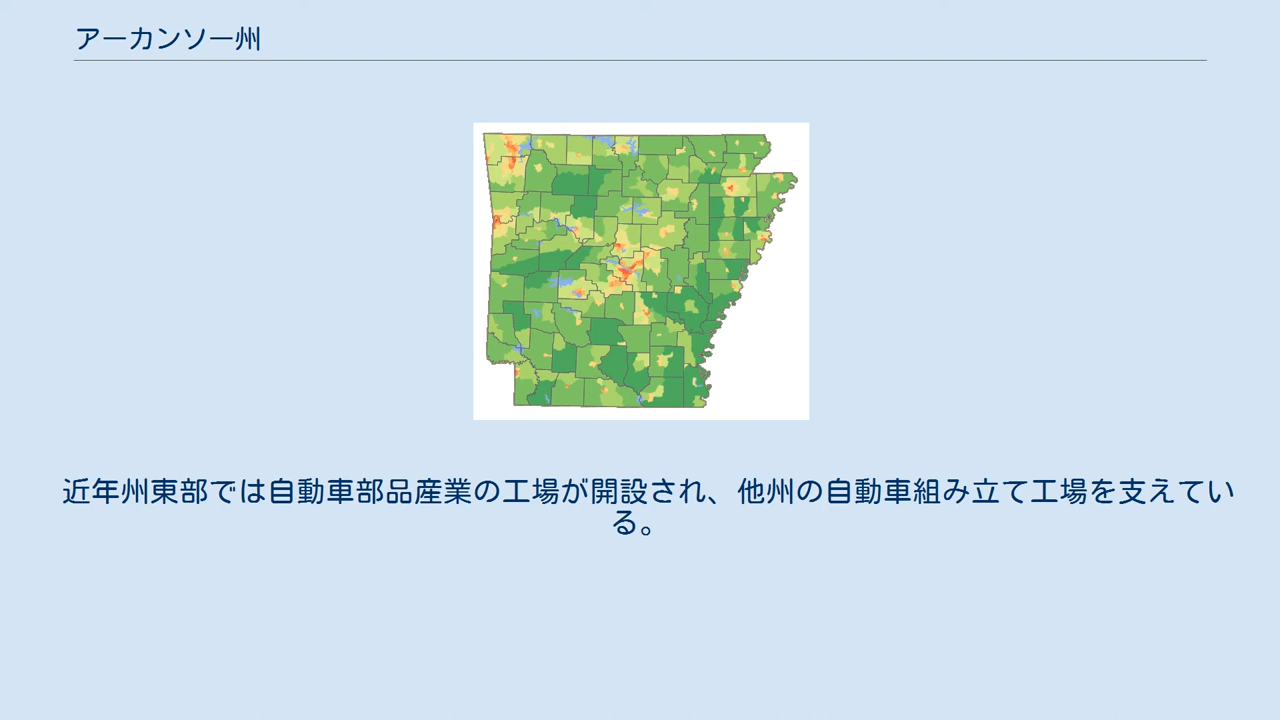 アーカンソー州
近年州東部では自動車部品産業の工場が開設され、他州の自動車組み立て工場を支えてい
る。